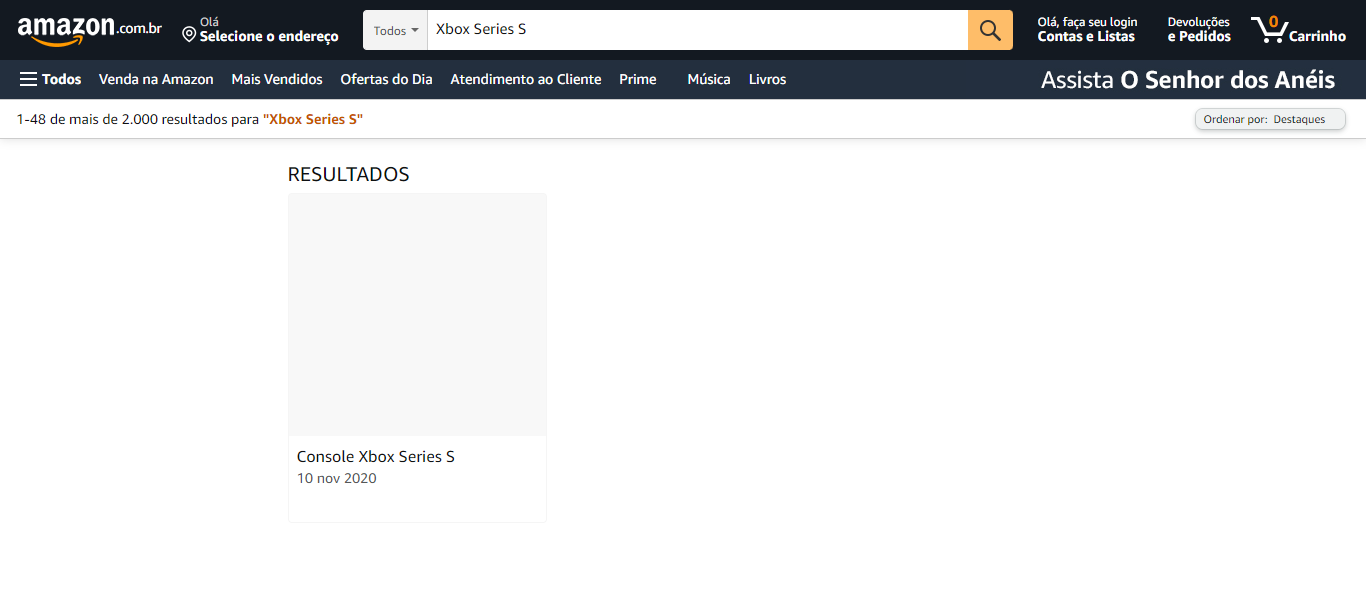 amazon.com.br
Olá
Selecione o endereço
Todos
Xbox Series S
Olá, faça seu login
Contas e Listas
Devoluções
e Pedidos
0
Carrinho
Todos Venda na Amazon Mais Vendidos Ofertas do Dia Atendimento ao Cliente Prime Música Livros
Assista O Senhor dos Anéis
1-48 de mais de 2.000 resultados para "Xbox Series S"
Ordenar por: Destaques
RESULTADOS
Console Xbox Series S
10 nov 2020